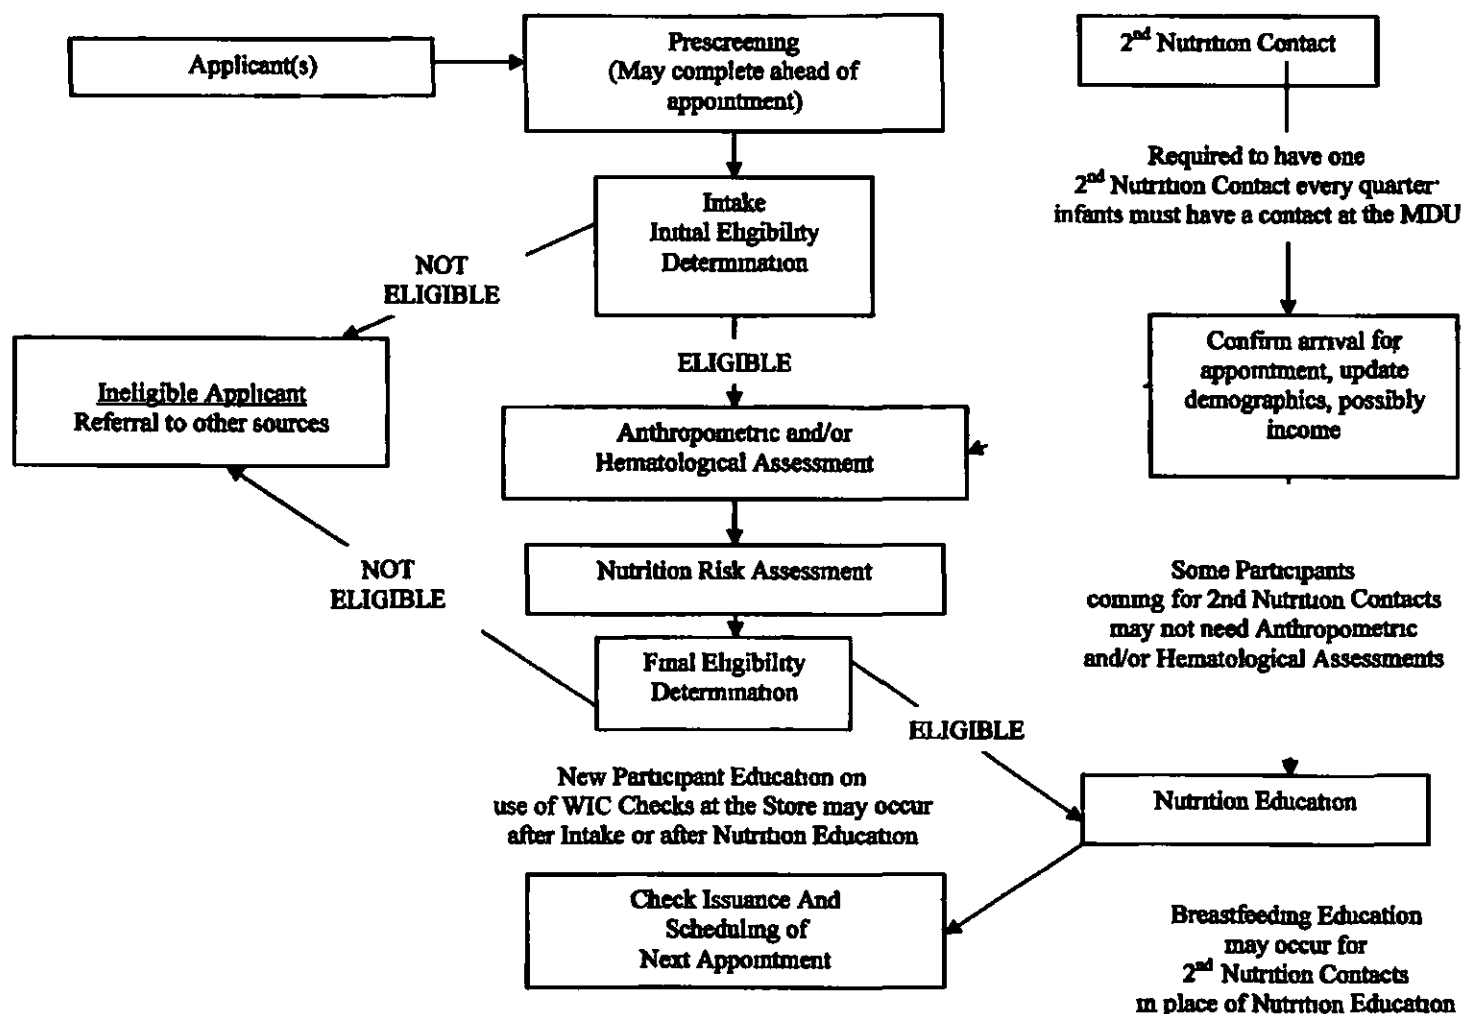 Applicant(s)
Prescreening
(May complete ahead of
appointment)
2nd Nutrition Contact
Required to have one
2nd Nutrition Contact every quarter
infants must have a contact at the MDU
Intake
Initial Eligibility
Determination
NOT
ELIGIBLE
ELIGIBLE
Ineligible Applicant
Referral to other sources
Confirm arrival for
appointment, update
demographics, possibly
income
Anthropometric and/or
Hematological Assessment
Nutrition Risk Assessment
NOT
ELIGIBLE
Some Participants
coming for 2nd Nutrition Contacts
may not need Anthropometric
and/or Hematological Assessments
Final Eligibility
Determination
ELIGIBLE
New Participant Education on
use of WIC Checks at the Store may occur
after Intake or after Nutrition Education
Nutrition Education
Check Issuance And
Scheduling of
Next Appointment
Breastfeeding Education
may occur for
2nd Nutrition Contacts
in place of Nutrition Education